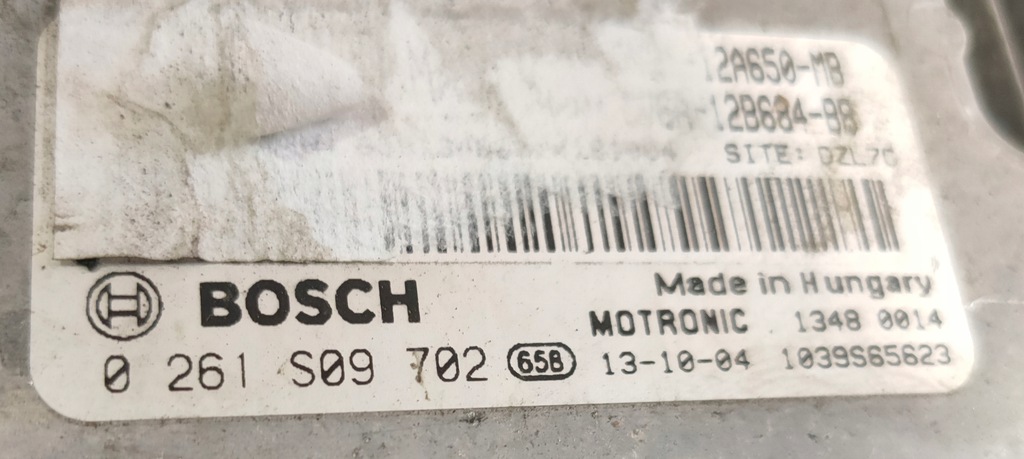 12A650-MB
12B684-BB
SITE: DZL7C
BOSCH
Made in Hungary
MOTRONIC 1348 0014
0 261 S09 702 658 13-10-04 1039S65623